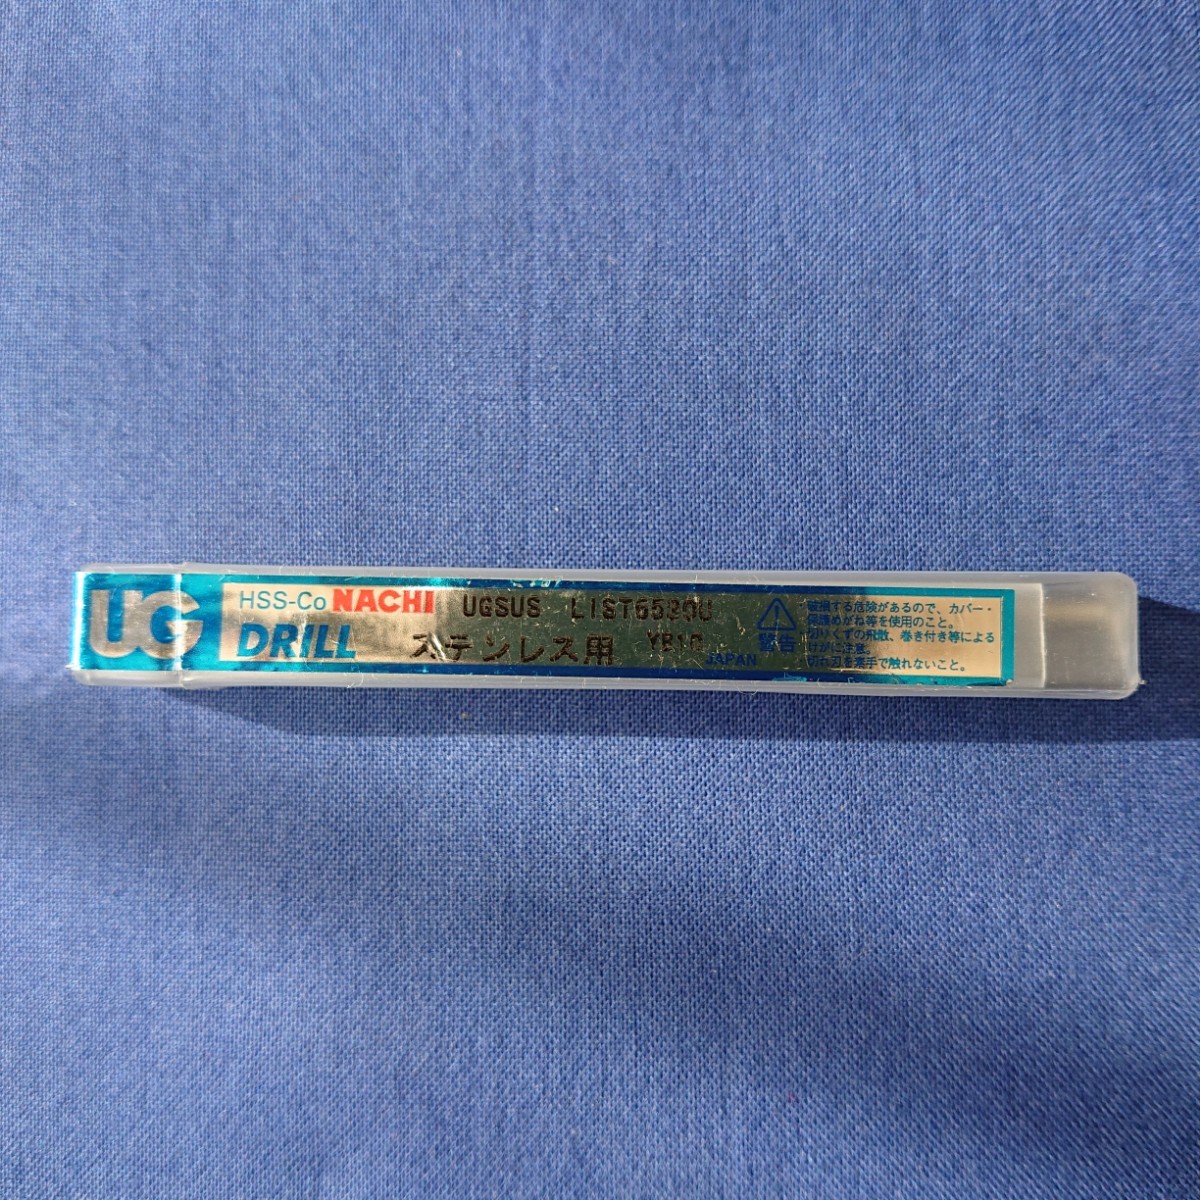 UG
HSS-Co NACHI
DRILL
UGSUS LIST6520U
ステンレス用
JAPAN
警告
・破損する危険があるので、カバー・
保護めがね等を使用のこと。
・切りくずの飛散、巻き付き等による
けがに注意。
・切れ刃を素手で触れないこと。